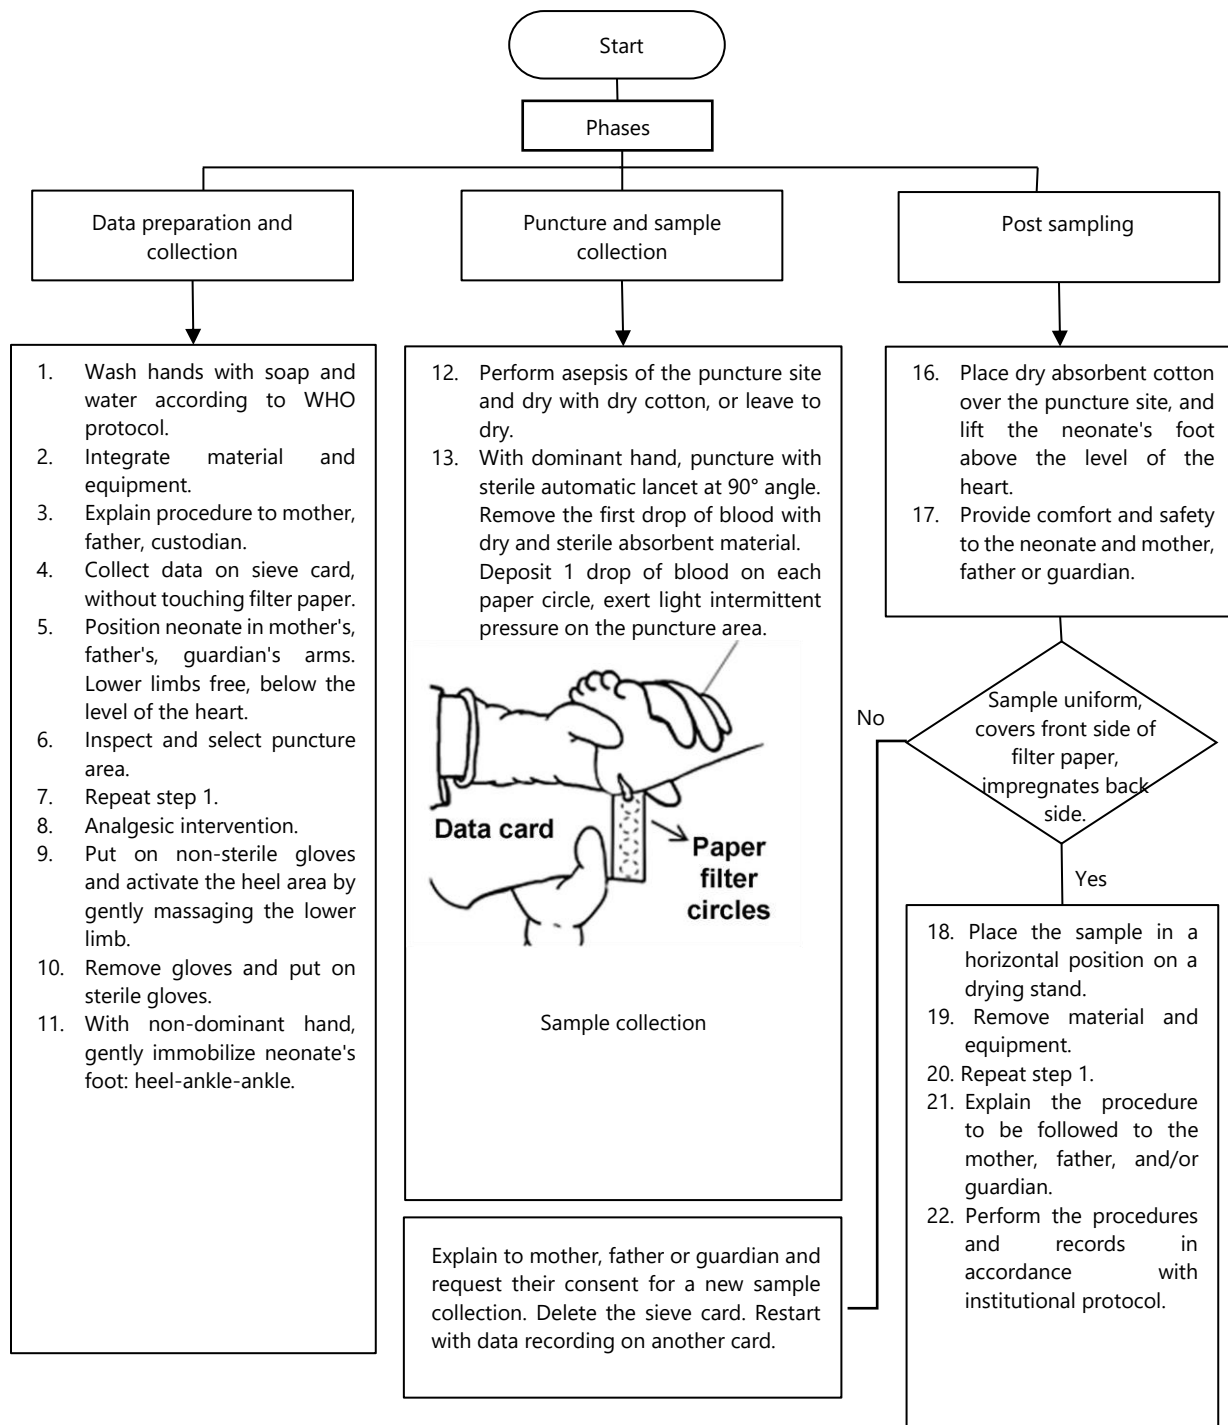 Start
Phases
Data preparation and
collection
1. Wash hands with soap and
water according to WHO
protocol.
2. Integrate material and
equipment.
3. Explain procedure to mother,
father, custodian.
4. Collect data on sieve card,
without touching filter paper.
5. Position neonate in mother's,
father's, guardian's arms.
Lower limbs free, below the
level of the heart.
6. Inspect and select puncture
area.
7. Repeat step 1.
8. Analgesic intervention.
9. Put on non-sterile gloves
and activate the heel area by
gently massaging the lower
limb.
10. Remove gloves and put on
sterile gloves.
11. With non-dominant hand,
gently immobilize neonate's
foot: heel-ankle-ankle.
Puncture and sample
collection
12. Perform asepsis of the puncture site
and dry with dry cotton, or leave to
dry.
13. With dominant hand, puncture with
sterile automatic lancet at 90° angle.
Remove the first drop of blood with
dry and sterile absorbent material.
Deposit 1 drop of blood on each
paper circle, exert light intermittent
pressure on the puncture area.
Data card
Paper
filter
circles
Sample collection
Post sampling
16. Place dry absorbent cotton
over the puncture site, and
lift the neonate's foot
above the level of the
heart.
17. Provide comfort and safety
to the neonate and mother,
father or guardian.
Sample uniform,
covers front side of
filter paper,
impregnates back
side.
No
Explain to mother, father or guardian and
request their consent for a new sample
collection. Delete the sieve card. Restart
with data recording on another card.
Yes
18. Place the sample in a
horizontal position on a
drying stand.
19. Remove material and
equipment.
20. Repeat step 1.
21. Explain the procedure
to be followed to the
mother, father, and/or
guardian.
22. Perform the procedures
and records in
accordance with
institutional protocol.